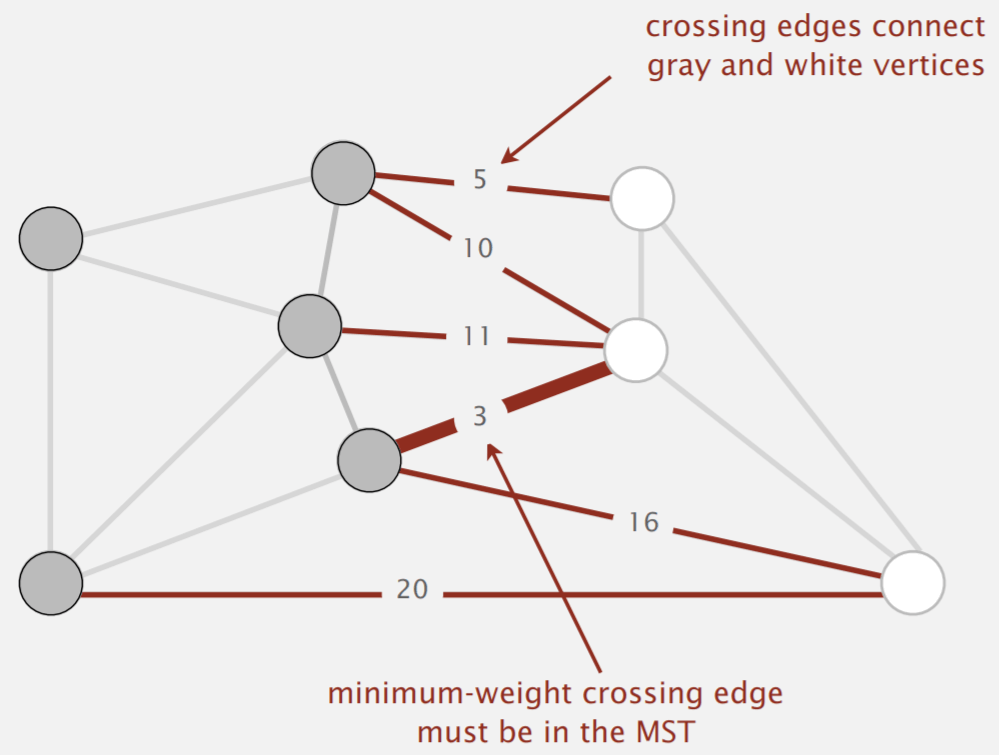 crossing edges connect
gray and white vertices
5
10
11
3
16
20
minimum-weight crossing edge
must be in the MST